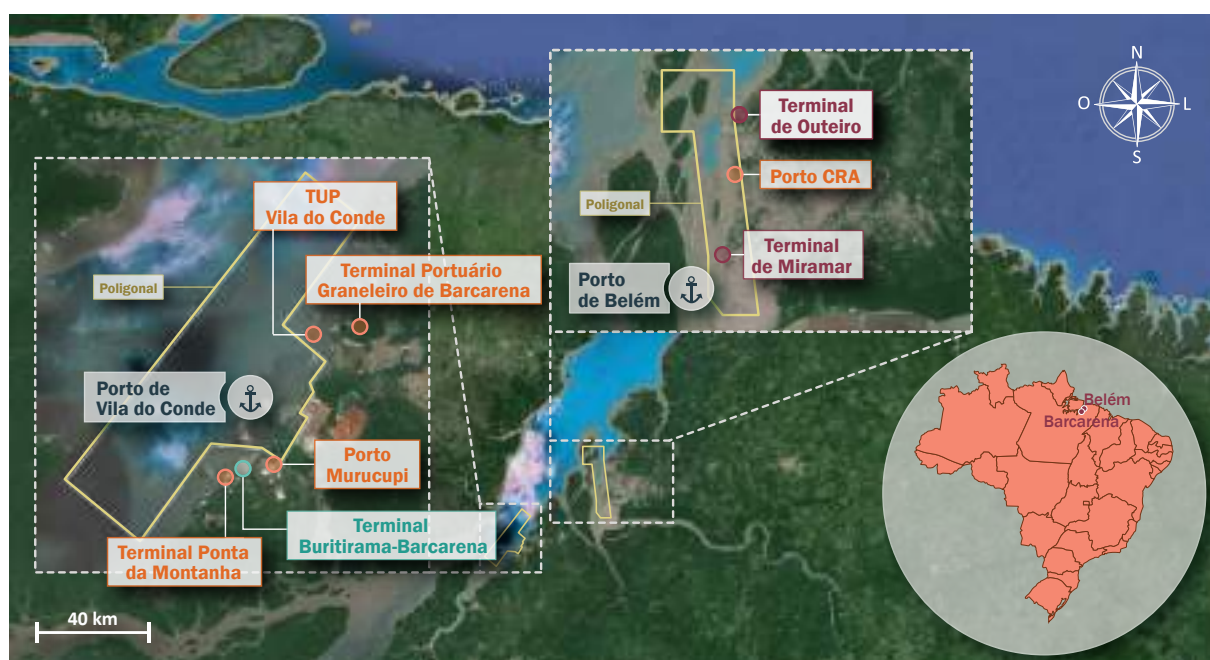 N
O
L
S
Terminal
de Outeiro
Porto CRA
Poligonal
Terminal
de Miramar
Porto
de Belém
TUP
Vila do Conde
Terminal Portuário
Graneleiro de Barcarena
Poligonal
Porto de
Vila do Conde
Porto
Murucupi
Terminal
Buritirama-Barcarena
Terminal Ponta
da Montanha
Belém
Barcarena
40 km